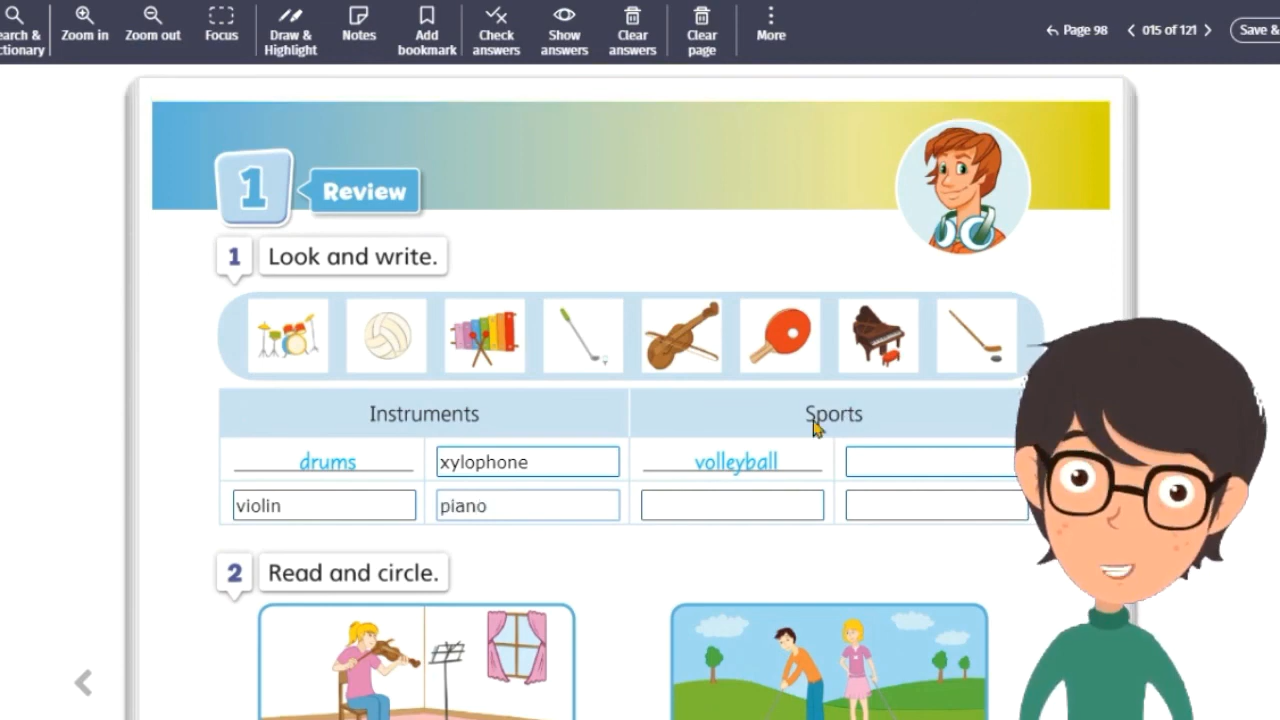 earch &
ctionary
Zoom in
Zoom out
Focus
Draw &
Highlight
Notes
Add
bookmark
Check
answers
Show
answers
Clear
answers
Clear
page
More
Page 98
015 of 121
Save &
1
Review
1 Look and write.
Instruments Sports
drums xylophone volleyball
violin piano
2 Read and circle.